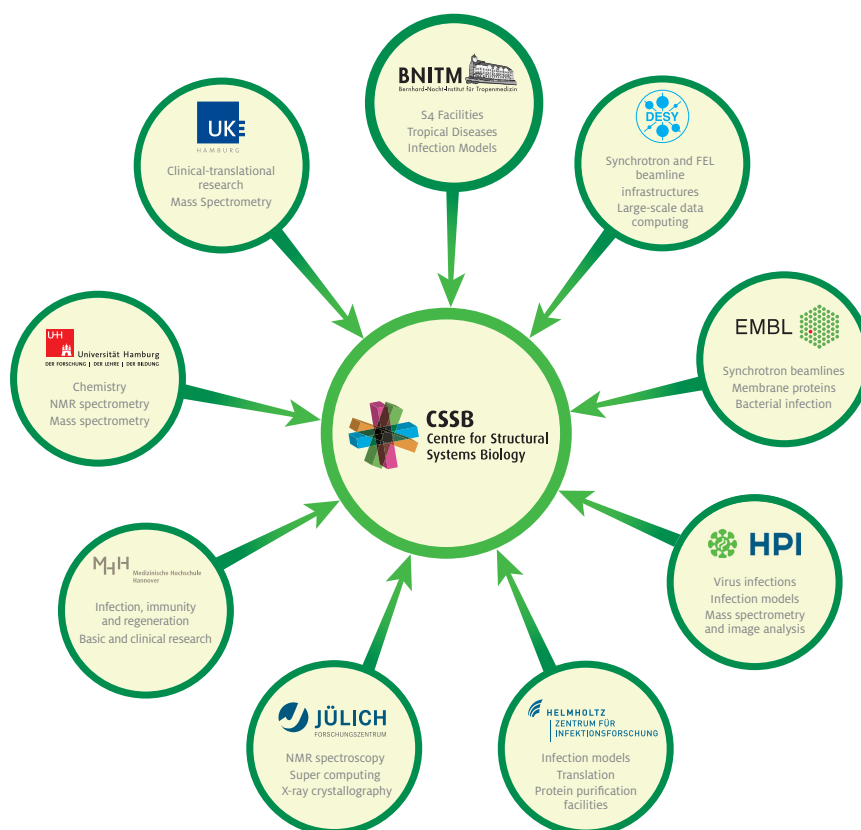 BNITM
Bernhard-Nocht-Institut für Tropenmedizin
S4 Facilities
Tropical Diseases
Infection Models
DESY
Synchrotron and FEL
beamline
infrastructures
Large-scale data
computing
EMBL
Synchrotron beamlines
Membrane proteins
Bacterial infection
HPI
Virus infections
Infection models
Mass spectrometry
and image analysis
HELMHOLTZ
ZENTRUM FÜR
INFEKTIONSFORSCHUNG
Infection models
Translation
Protein purification
facilities
JÜLICH
FORSCHUNGSZENTRUM
NMR spectroscopy
Super computing
X-ray crystallography
MHH
Medizinische Hochschule
Hannover
Infection, immunity
and regeneration
Basic and clinical research
UHH
Universität Hamburg
DER FORSCHUNG | DER LEHRE | DER BILDUNG
Chemistry
NMR spectrometry
Mass spectrometry
UKE
HAMBURG
Clinical-translational
research
Mass Spectrometry
CSSB
Centre for Structural
Systems Biology